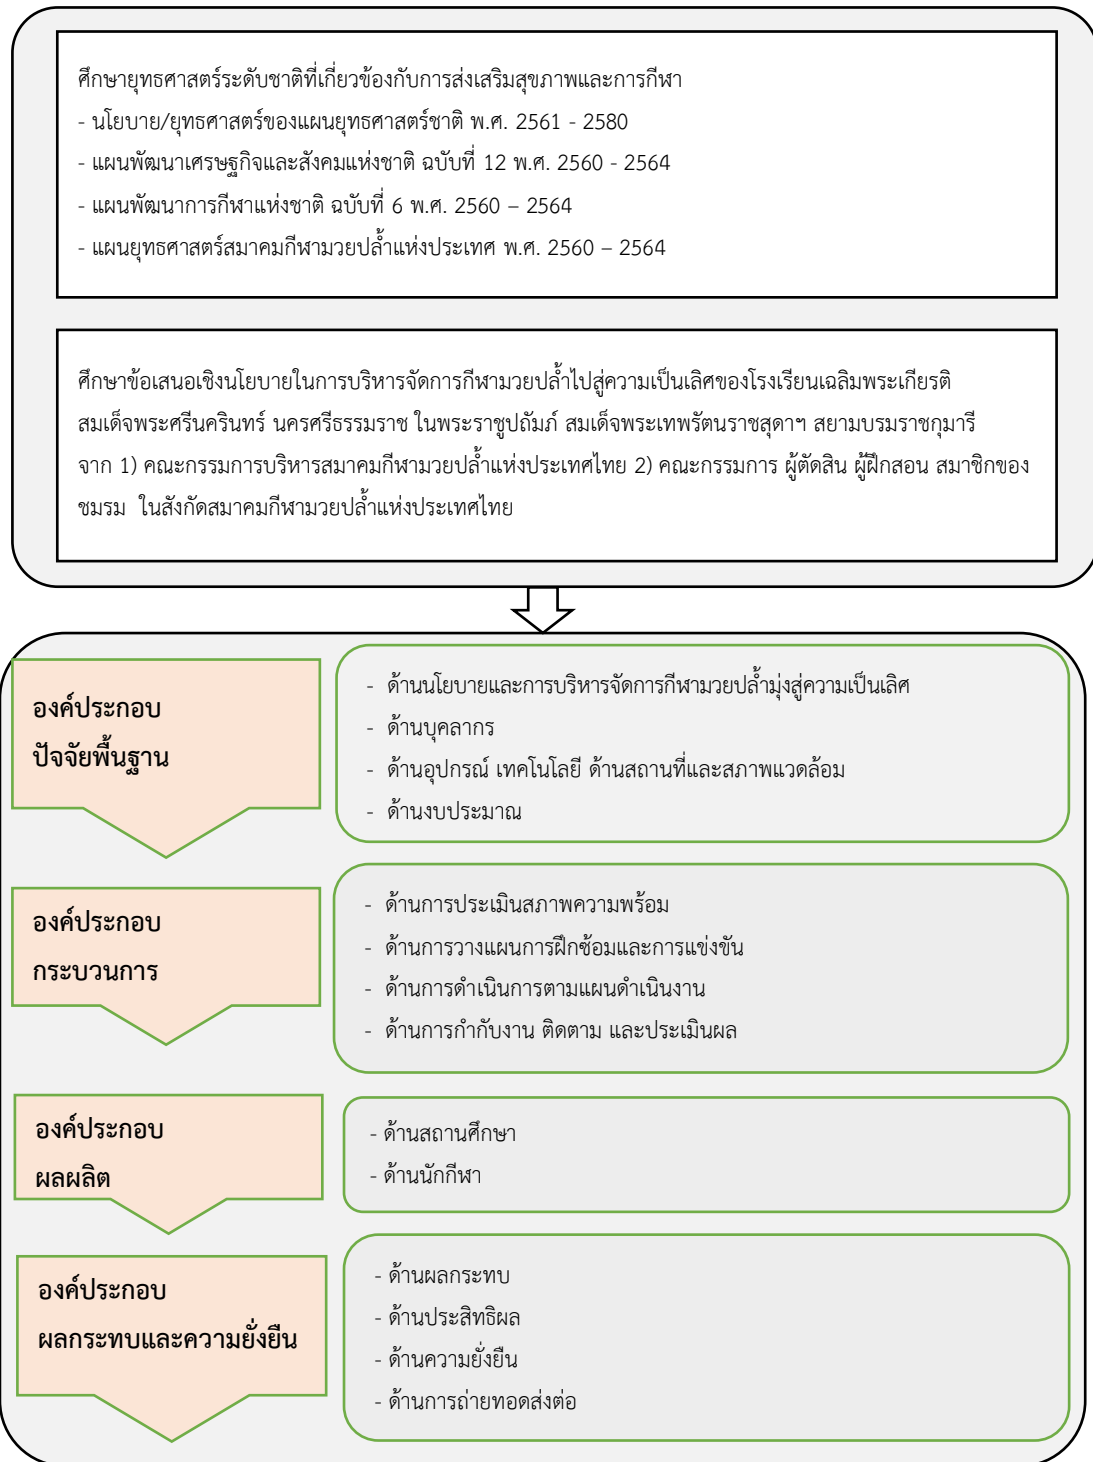 ศึกษายุทธศาสตร์ระดับชาติที่เกี่ยวข้องกับการส่งเสริมสุขภาพและการกีฬา
- นโยบาย/ยุทธศาสตร์ของแผนยุทธศาสตร์ชาติ พ.ศ. 2561 - 2580
- แผนพัฒนาเศรษฐกิจและสังคมแห่งชาติ ฉบับที่ 12 พ.ศ. 2560 - 2564
- แผนพัฒนาการกีฬาแห่งชาติ ฉบับที่ 6 พ.ศ. 2560 – 2564
- แผนยุทธศาสตร์สมาคมกีฬามวยปล้ำแห่งประเทศ พ.ศ. 2560 – 2564
ศึกษาข้อเสนอเชิงนโยบายในการบริหารจัดการกีฬามวยปล้ำไปสู่ความเป็นเลิศของโรงเรียนเฉลิมพระเกียรติ
สมเด็จพระศรีนครินทร์ นครศรีธรรมราช ในพระราชูปถัมภ์ สมเด็จพระเทพรัตนราชสุดาฯ สยามบรมราชกุมารี
จาก 1) คณะกรรมการบริหารสมาคมกีฬามวยปล้ำแห่งประเทศไทย 2) คณะกรรมการ ผู้ตัดสิน ผู้ฝึกสอน สมาชิกของ
ชมรม ในสังกัดสมาคมกีฬามวยปล้ำแห่งประเทศไทย
องค์ประกอบ
ปัจจัยพื้นฐาน
- ด้านนโยบายและการบริหารจัดการกีฬามวยปล้ำมุ่งสู่ความเป็นเลิศ
- ด้านบุคลากร
- ด้านอุปกรณ์ เทคโนโลยี ด้านสถานที่และสภาพแวดล้อม
- ด้านงบประมาณ
องค์ประกอบ
กระบวนการ
- ด้านการประเมินสภาพความพร้อม
- ด้านการวางแผนการฝึกซ้อมและการแข่งขัน
- ด้านการดำเนินการตามแผนดำเนินงาน
- ด้านการกำกับงาน ติดตาม และประเมินผล
องค์ประกอบ
ผลผลิต
- ด้านสถานศึกษา
- ด้านนักกีฬา
องค์ประกอบ
ผลกระทบและความยั่งยืน
- ด้านผลกระทบ
- ด้านประสิทธิผล
- ด้านความยั่งยืน
- ด้านการถ่ายทอดส่งต่อ